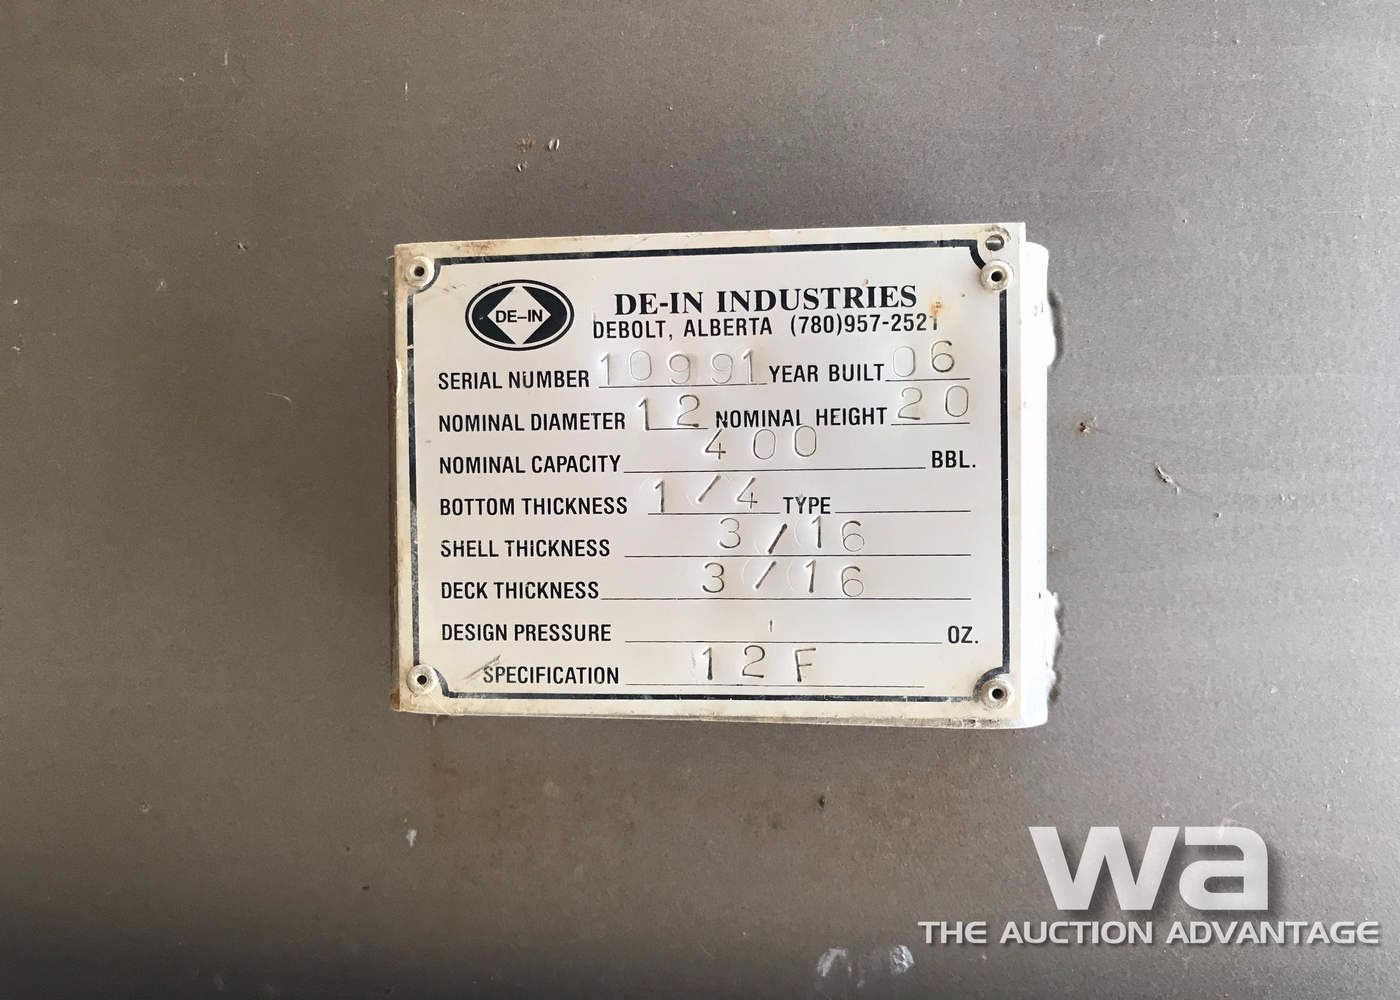 DE-IN
DE-IN INDUSTRIES
DEBOLT, ALBERTA (780)957-2521
SERIAL NUMBER 10991 YEAR BUILT 06
NOMINAL DIAMETER 12 NOMINAL HEIGHT 20
NOMINAL CAPACITY 400 BBL.
BOTTOM THICKNESS 1/4 TYPE
SHELL THICKNESS 3/16
DECK THICKNESS 3/16
DESIGN PRESSURE OZ.
SPECIFICATION 12F
wa
THE AUCTION ADVANTAGE